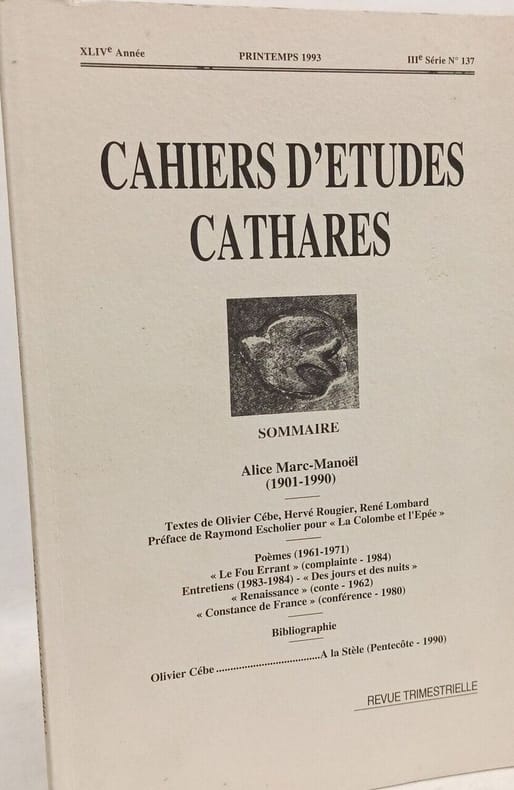 XLIVe Année PRINTEMPS 1993 IIIe Série N° 137
CAHIERS D'ETUDES
CATHARES
SOMMAIRE
Alice Marc-Manoël
(1901-1990)
Textes de Olivier Cébe, Hervé Rougier, René Lombard
Préface de Raymond Escholier pour « La Colombe et l'Epée »
Poèmes (1961-1971)
« Le Fou Errant » (complainte - 1984)
Entretiens (1983-1984) - « Des jours et des nuits »
« Renaissance » (conte - 1962)
« Constance de France » (conférence - 1980)
Bibliographie
Olivier Cébe ....................................A la Stèle (Pentecôte - 1990)
REVUE TRIMESTRIELLE